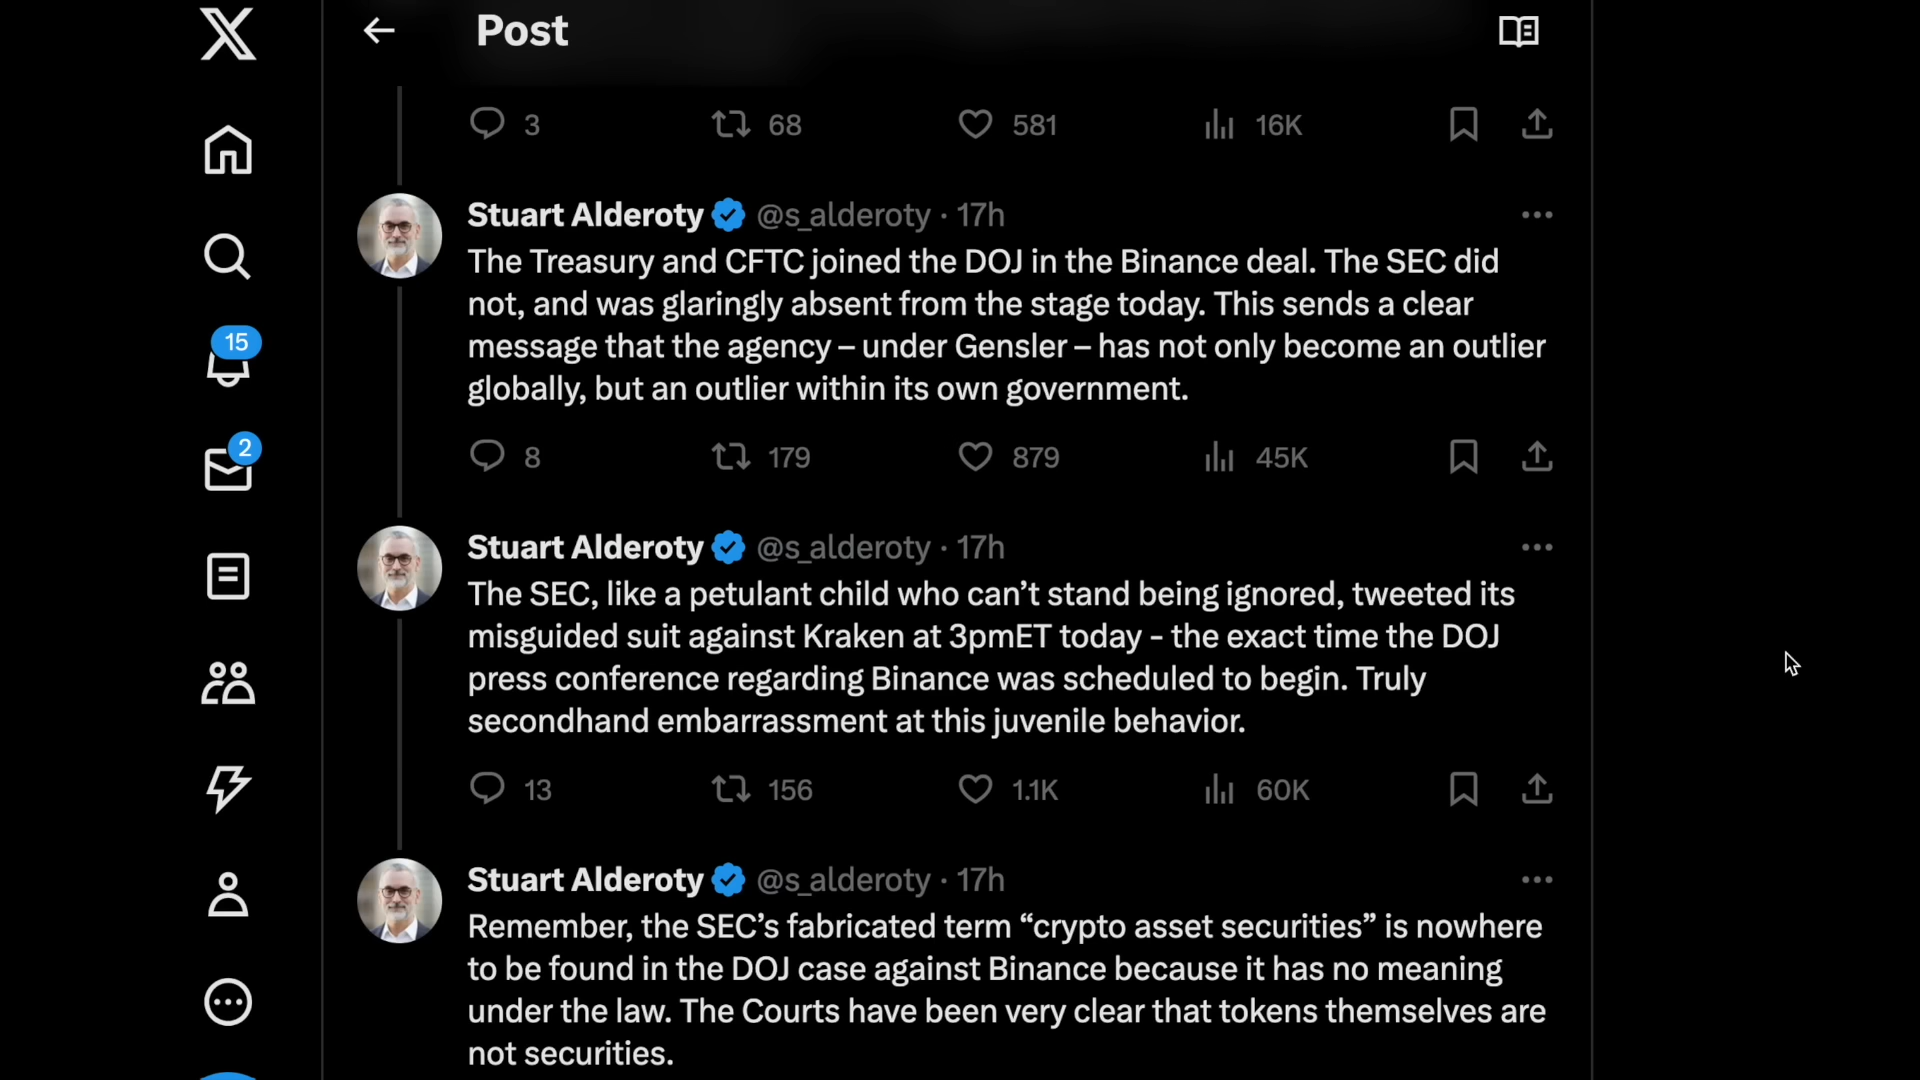 Post
3 68 581 16K
Stuart Alderoty @s_alderoty · 17h
The Treasury and CFTC joined the DOJ in the Binance deal. The SEC did
not, and was glaringly absent from the stage today. This sends a clear
message that the agency – under Gensler – has not only become an outlier
globally, but an outlier within its own government.
15
8 179 879 45K
2
Stuart Alderoty @s_alderoty · 17h
The SEC, like a petulant child who can’t stand being ignored, tweeted its
misguided suit against Kraken at 3pmET today - the exact time the DOJ
press conference regarding Binance was scheduled to begin. Truly
secondhand embarrassment at this juvenile behavior.
13 156 1.1K 60K
Stuart Alderoty @s_alderoty · 17h
Remember, the SEC’s fabricated term “crypto asset securities” is nowhere
to be found in the DOJ case against Binance because it has no meaning
under the law. The Courts have been very clear that tokens themselves are
not securities.